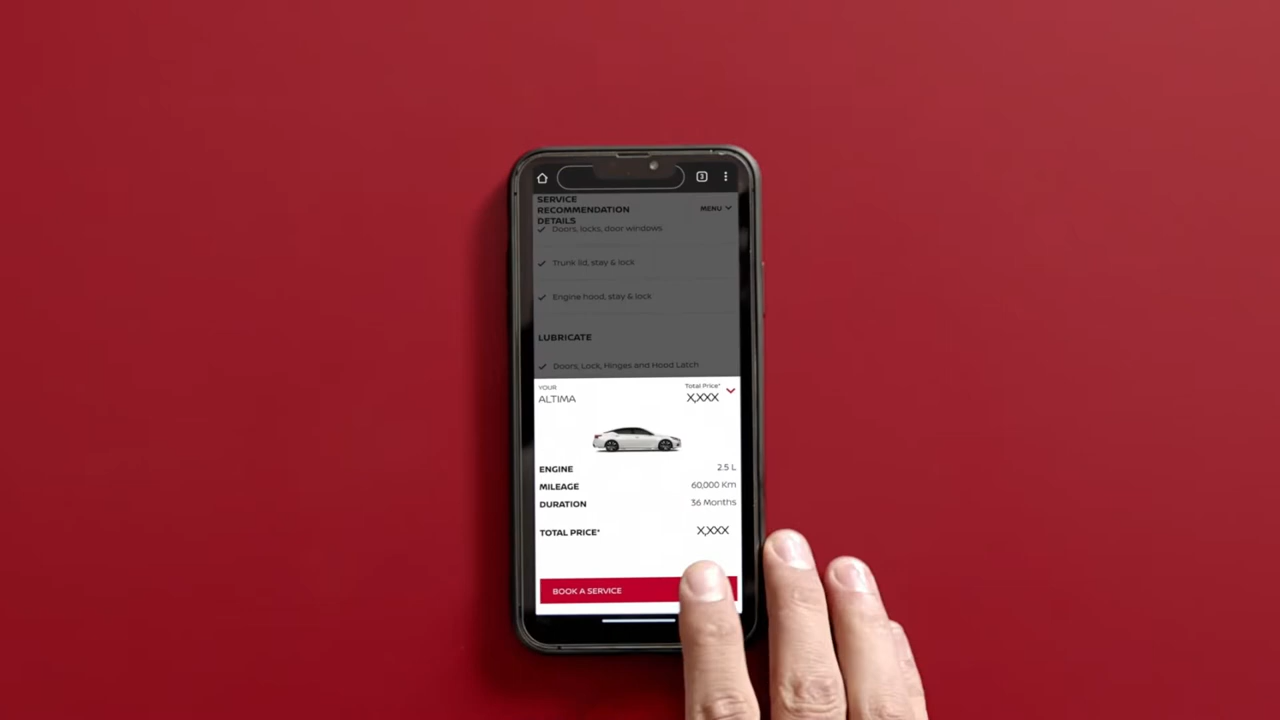 3
SERVICE
RECOMMENDATION
DETAILS
MENU
Doors, locks, door windows
Trunk lid, stay & lock
Engine hood, stay & lock
LUBRICATE
Doors, Lock, Hinges and Hood Latch
YOUR
ALTIMA
Total Price*
X,XXX
ENGINE 2.5 L
MILEAGE 60,000 Km
DURATION 36 Months
TOTAL PRICE* X,XXX
BOOK A SERVICE